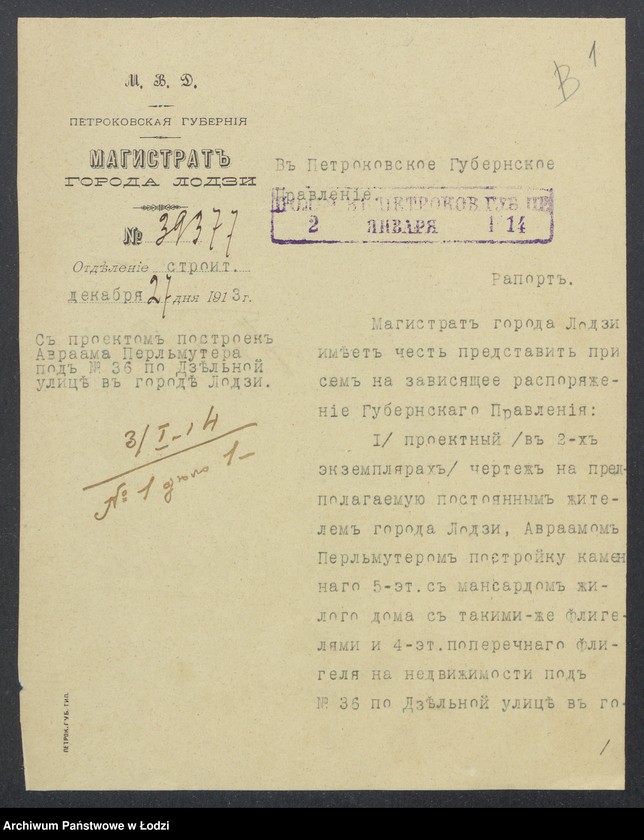 М. В. Д.
ПЕТРОКОВСКАЯ ГУБЕРНІЯ
МАГИСТРАТЪ
ГОРОДА ЛОДЗИ
№ 39377
Отдѣленіе строит.
декабря 27 дня 1913 г.
Съ проектомъ построекъ
Авраама Перльмутера
подъ № 36 по Дзѣльной
улицѣ въ городѣ Лодзи.
3/I-14
№ 1 дѣло 1-
В 1
Въ Петроковское Губернское
Правленіе.
ПЕТРОКОВ ГУБ
2 ЯНВАРЯ 1 14
Рапортъ.
Магистратъ города Лодзи
имѣетъ честь представить при
семъ на зависящее распоряже-
ніе Губернскаго Правленія:
I/ проектный /въ 2-хъ
экземплярахъ/ чертежъ на пред-
полагаемую постояннымъ жите-
лемъ города Лодзи, Авраамомъ
Перльмутеромъ постройку камен
наго 5-эт. съ мансардомъ жи-
лого дома съ такими-же флиге-
лями и 4-эт. поперечнаго фли-
геля на недвижимости подъ
№ 36 по Дзѣльной улицѣ въ го-
ПЕТРОК. ГУБ. ТИП.
1
Archiwum Państwowe w Łodzi